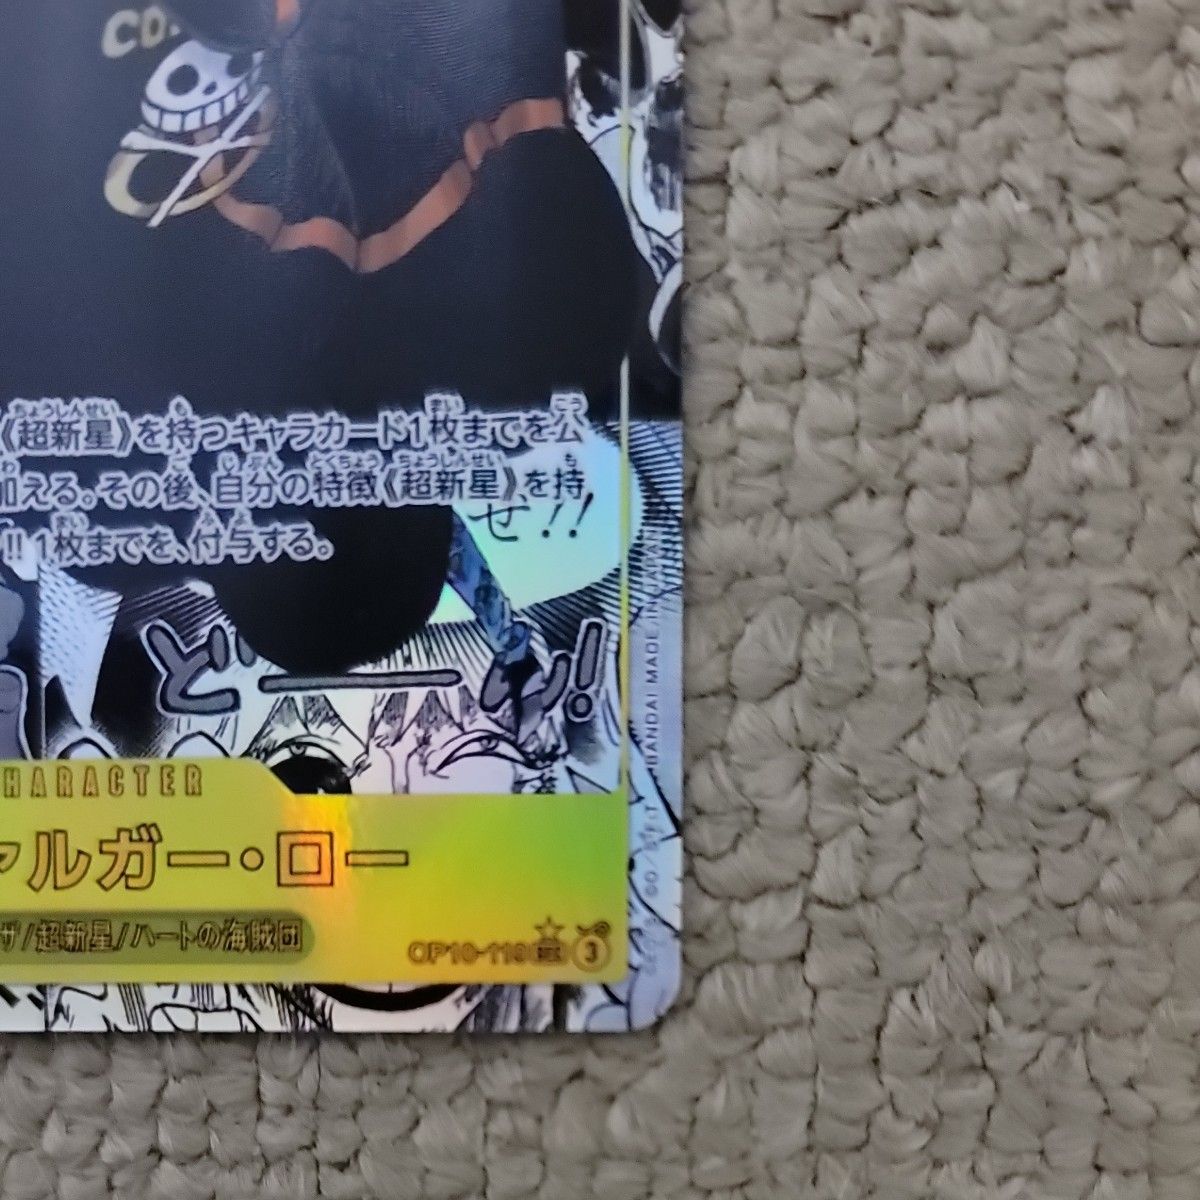 CO
《超新星》を持つキャラカード1枚までを公
加える。その後、自分の特徴《超新星》を持
!! 1枚までを、付与する。
せ!!
どーん!
HARACTER
ァルガー・ロー
ザ/超新星/ハートの海賊団
OP10-119 3
BANDAI MADE IN JAPAN